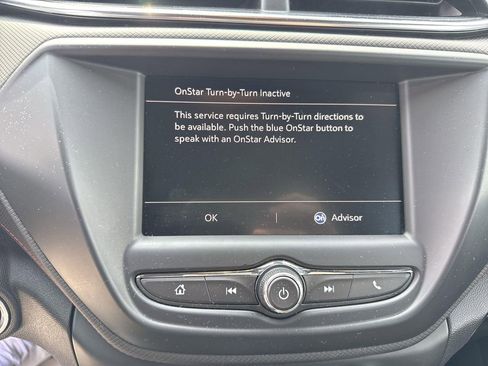 OnStar Turn-by-Turn Inactive
This service requires Turn-by-Turn directions to
be available. Push the blue OnStar button to
speak with an OnStar Advisor.
OK
ON Advisor